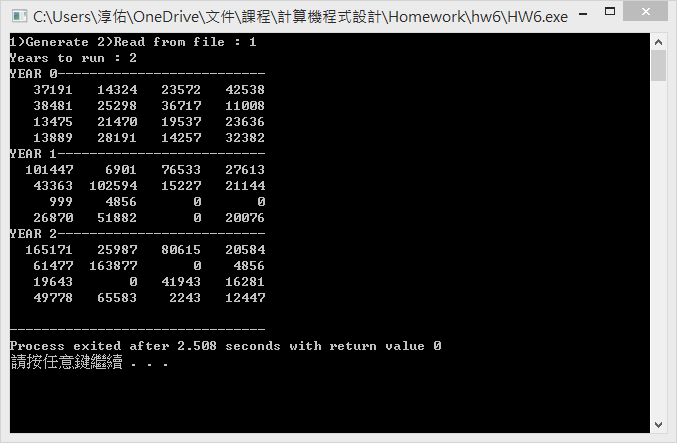 C:\Users\淳佑\OneDrive\文件\課程\計算機程式設計\Homework\hw6\HW6.exe
1)Generate 2)Read from file : 1
Years to run : 2
YEAR 0--------------------------
   37191   14324   23572   42538
   38481   25298   36717   11008
   13475   21470   19537   23636
   13889   28191   14257   32382
YEAR 1--------------------------
  101447    6901   76533   27613
   43363  102594   15227   21144
     999    4856       0       0
   26870   51882       0   20076
YEAR 2--------------------------
  165171   25987   80615   20584
   61477  163877       0    4856
   19643       0   41943   16281
   49778   65583    2243   12447
--------------------------------
Process exited after 2.508 seconds with return value 0
請按任意鍵繼續 . . .